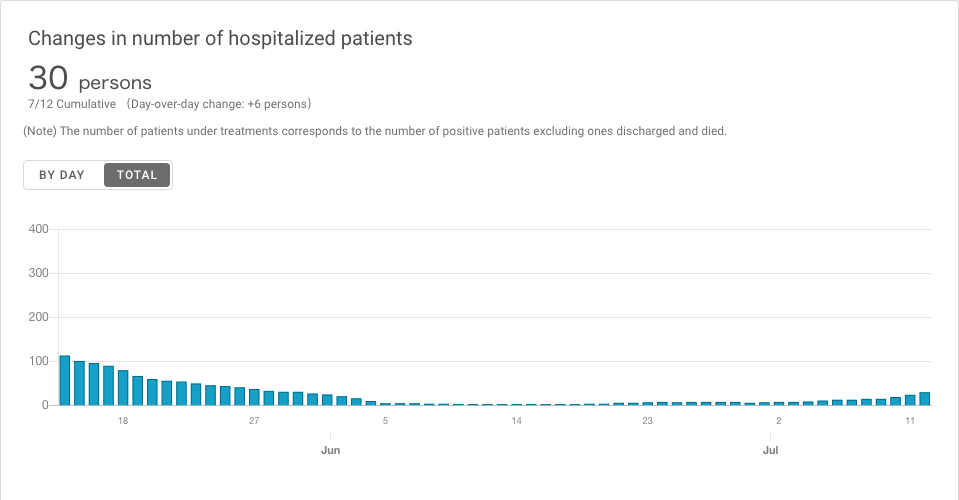 Changes in number of hospitalized patients
30 persons
7/12 Cumulative （Day-over-day change: +6 persons）
(Note) The number of patients under treatments corresponds to the number of positive patients excluding ones discharged and died.
BY DAY TOTAL
400
300
200
100
0
18 27 5 14 23 2 11
Jun Jul